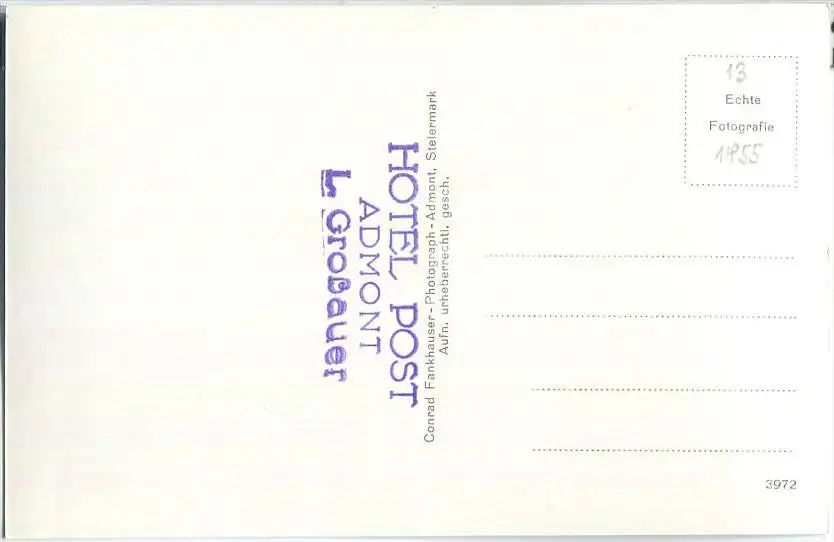 HOTEL POST
ADMONT
L. Großauer
Conrad Fankhauser - Photograph - Admont, Steiermark
Aufn. urheberrechtl. gesch.
13
Echte
Fotografie
1955
3972